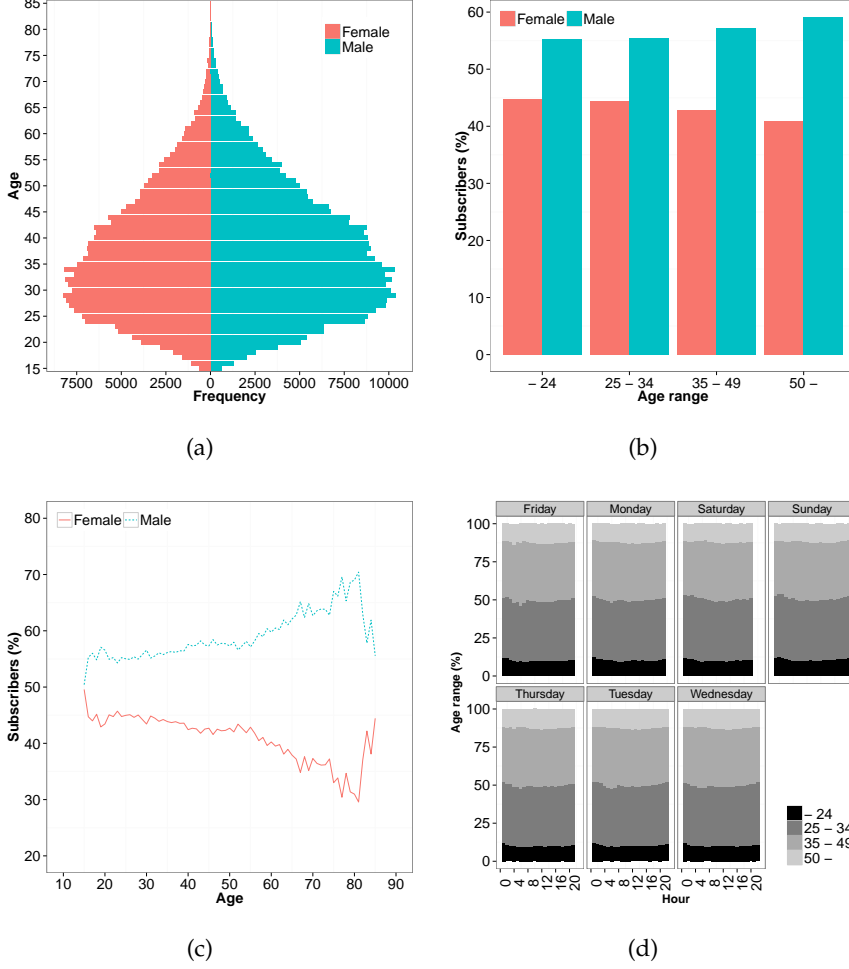 85
80
75
70
65
60
55
50
45
40
35
30
25
20
15
Age
7500 5000 2500 0 2500 5000 7500 10000
Frequency
Female
Male
(a)
60
50
40
30
20
10
0
Subscribers (%)
Female Male
– 24 25 – 34 35 – 49 50 –
Age range
(b)
80
70
60
50
40
30
20
Subscribers (%)
Female Male
10 20 30 40 50 60 70 80 90
Age
(c)
Friday Monday Saturday Sunday
100
75
50
25
0
Thursday Tuesday Wednesday
100
75
50
25
0
Age range (%)
0 4 8 12 16 20 0 4 8 12 16 20 0 4 8 12 16 20
Hour
– 24
25 – 34
35 – 49
50 –
(d)